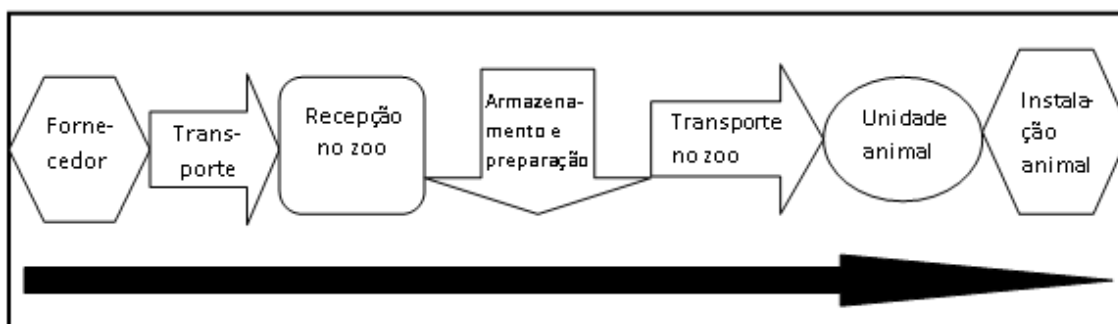 Forne-
cedor
Trans-
porte
Recepção
no zoo
Armazena-
mento e
preparação
Transporte
no zoo
Unidade
animal
Instala-
ção
animal